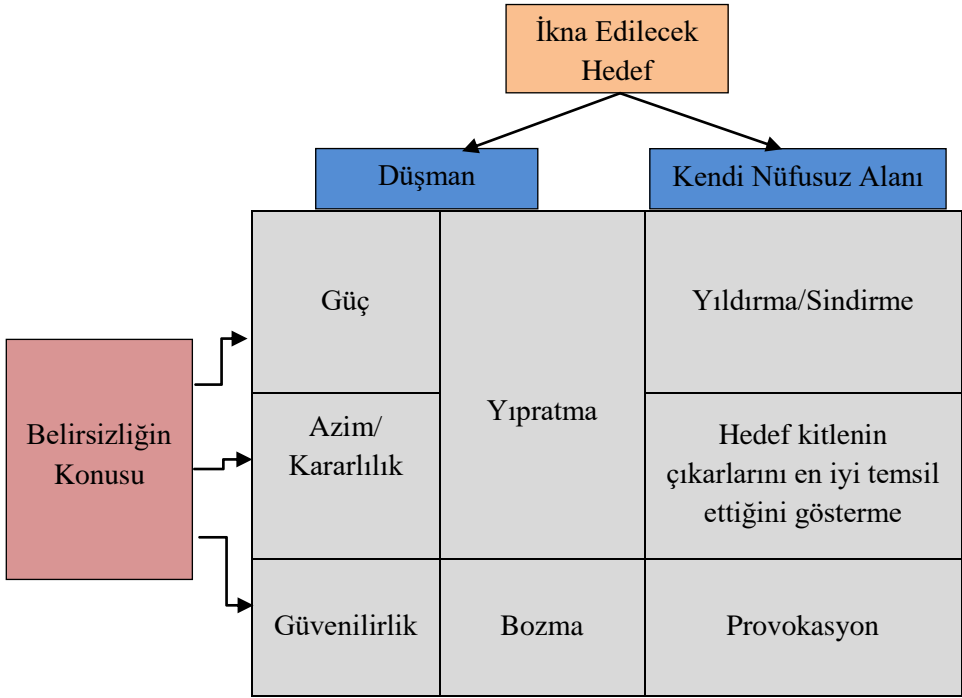 İkna Edilecek
Hedef
Düşman
Kendi Nüfusuz Alanı
Belirsizliğin
Konusu
Güç
Yıpratma
Yıldırma/Sindirme
Azim/
Kararlılık
Hedef kitlenin
çıkarlarını en iyi temsil
ettiğini gösterme
Güvenilirlik
Bozma
Provokasyon